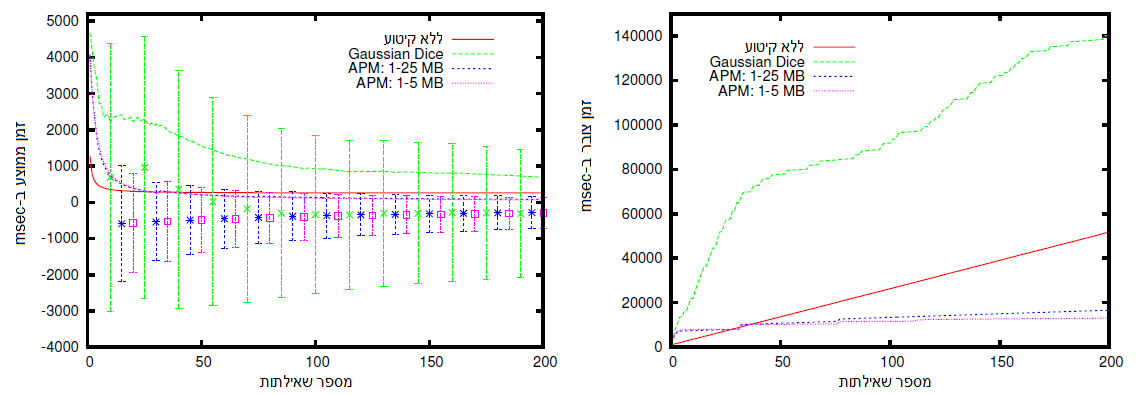 5000
4000
3000
2000
1000
0
-1000
-2000
-3000
-4000
0
50
100
150
200
זמן ממוצע ב-msec
מספר שאילתות
ללא קיטוע
Gaussian Dice
APM: 1-25 MB
APM: 1-5 MB
140000
120000
100000
80000
60000
40000
20000
0
0
50
100
150
200
זמן צובר ב-msec
מספר שאילתות
ללא קיטוע
Gaussian Dice
APM: 1-25 MB
APM: 1-5 MB